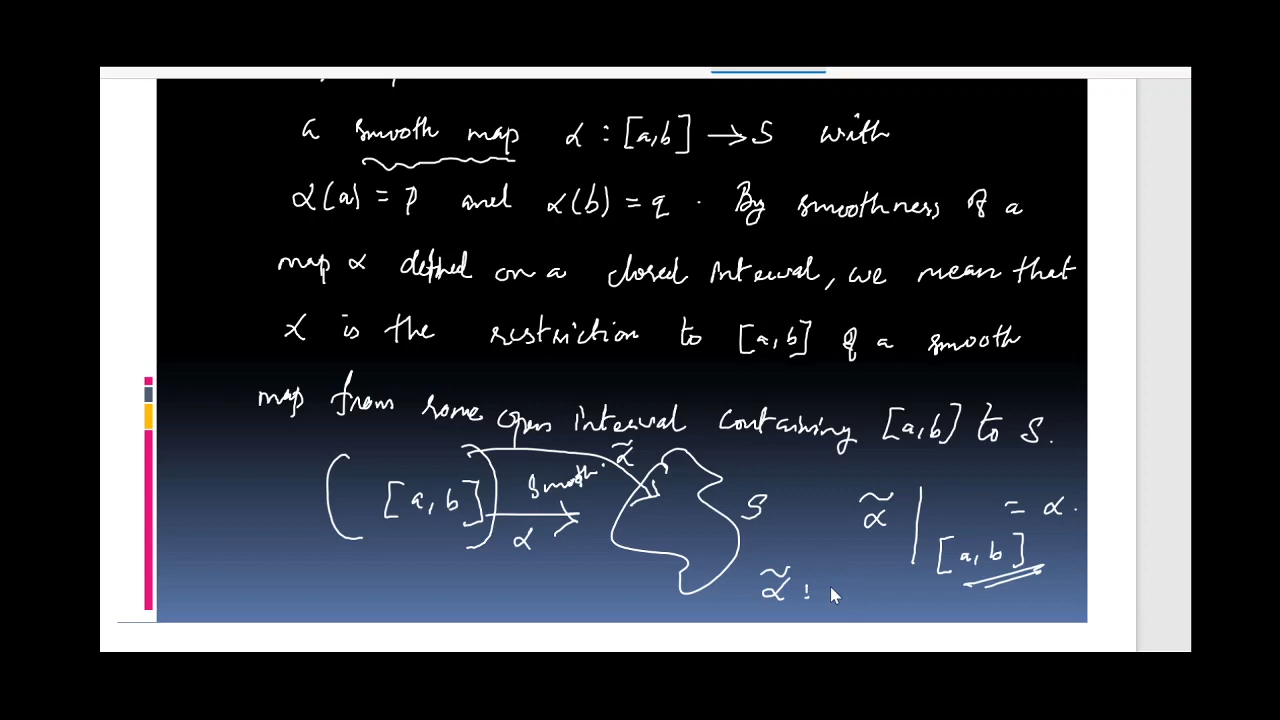 a smooth map α : [a,b] → S with
α(a) = p and α(b) = q . By smoothness of a
map α defined on a closed interval, we mean that
α is the restriction to [a,b] of a smooth
map from some open interval containing [a,b] to S.
( [a,b] ) smooth. α̃ S α̃ | [a,b] = α.
α
α̃ :